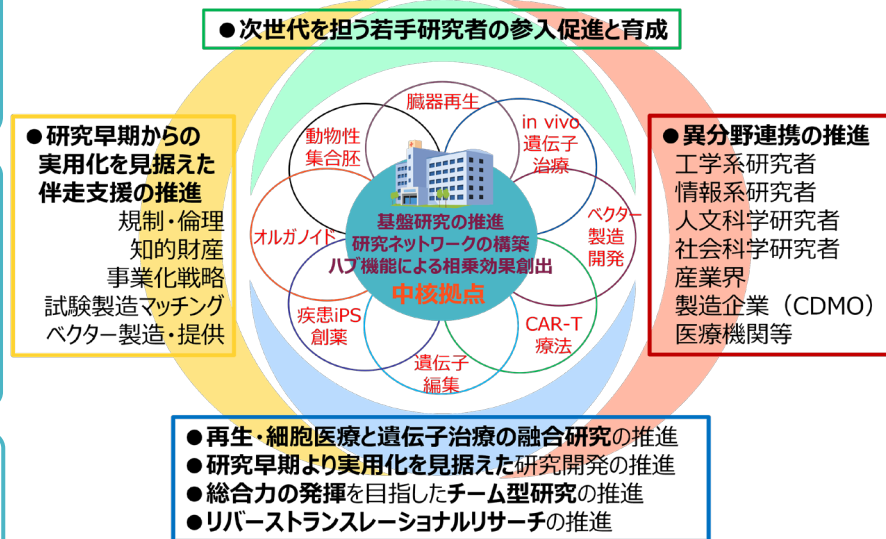 ●次世代を担う若手研究者の参入促進と育成
●研究早期からの
実用化を見据えた
伴走支援の推進
規制・倫理
知的財産
事業化戦略
試験製造マッチング
ベクター製造・提供
臓器再生
動物性
集合胚
in vivo
遺伝子
治療
オルガノイド
ベクター
製造
開発
基盤研究の推進
研究ネットワークの構築
ハブ機能による相乗効果創出
中核拠点
疾患iPS
創薬
CAR-T
療法
遺伝子
編集
●異分野連携の推進
工学系研究者
情報系研究者
人文科学研究者
社会科学研究者
産業界
製造企業（CDMO）
医療機関等
●再生・細胞医療と遺伝子治療の融合研究の推進
●研究早期より実用化を見据えた研究開発の推進
●総合力の発揮を目指したチーム型研究の推進
●リバーストランスレーショナルリサーチの推進